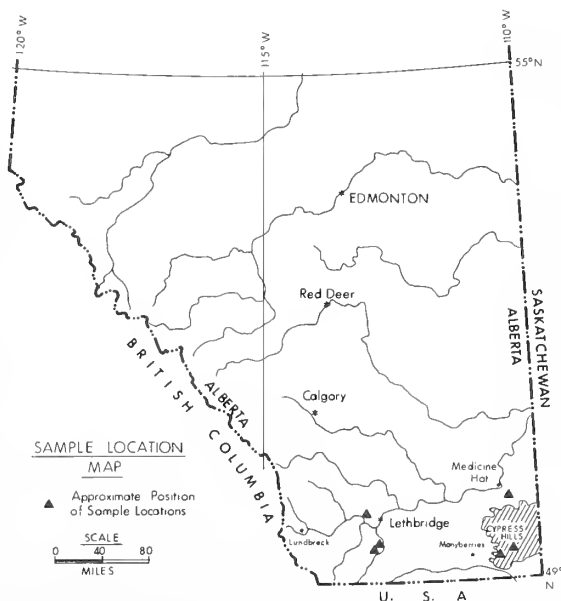 120° W
115° W
110° W
55° N
EDMONTON
Red Deer
SASKATCHEWAN
ALBERTA
BRITISH COLUMBIA
ALBERTA
Calgary
SAMPLE LOCATION
MAP
Approximate Position
of Sample Locations
SCALE
0 40 80
MILES
Medicine
Hat
Lethbridge
Lundbreck
Manyberries
CYPRESS
HILLS
49°
N
U. S. A